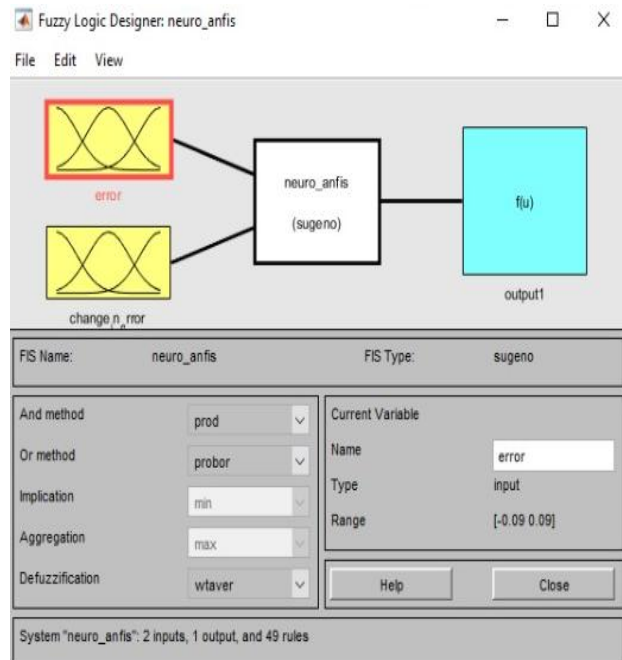 Fuzzy Logic Designer: neuro_anfis
File Edit View
error
neuro_anfis
(sugeno)
f(u)
output1
change_in_error
FIS Name: neuro_anfis FIS Type: sugeno
And method prod
Or method probor
Implication min
Aggregation max
Defuzzification wtaver
Current Variable
Name error
Type input
Range [-0.09 0.09]
Help Close
System "neuro_anfis": 2 inputs, 1 output, and 49 rules